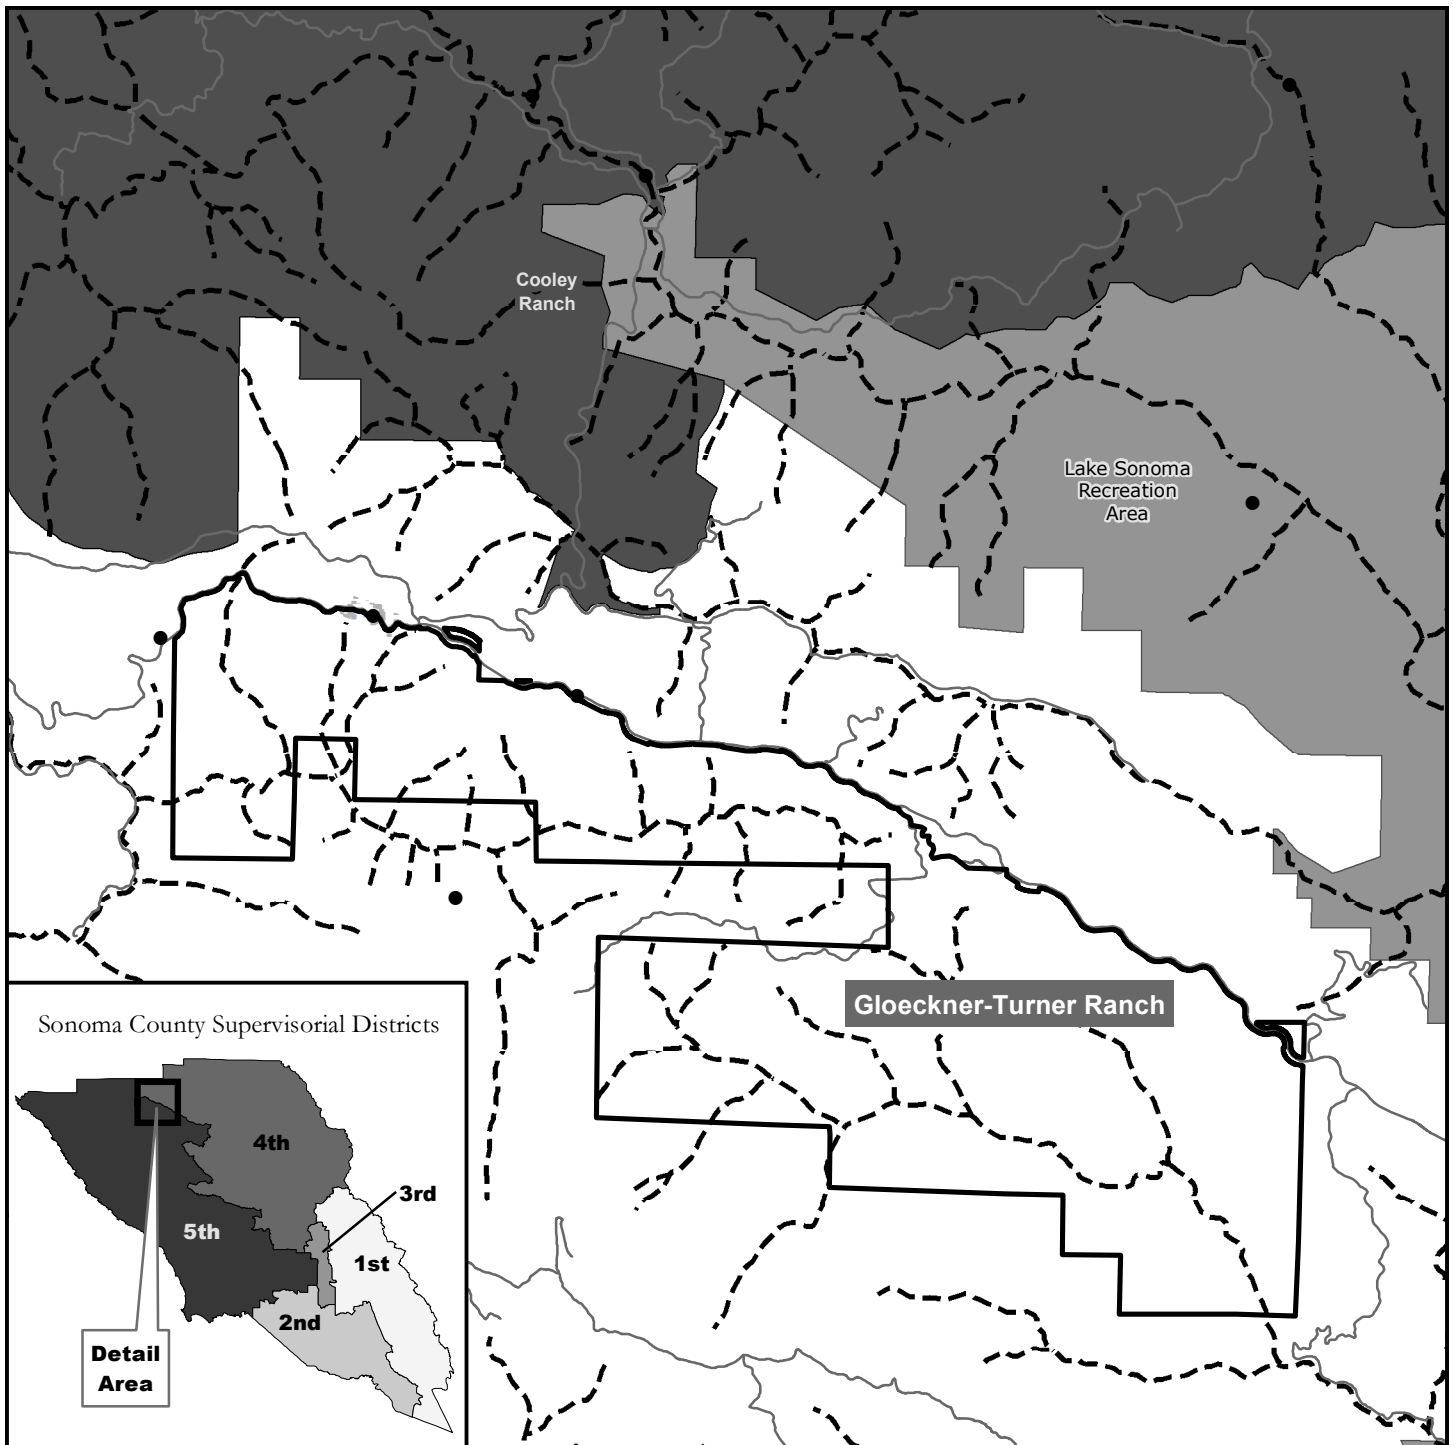 Cooley
Ranch
Lake Sonoma
Recreation
Area
Gloeckner-Turner Ranch
Sonoma County Supervisorial Districts
4th
3rd
5th
1st
2nd
Detail
Area